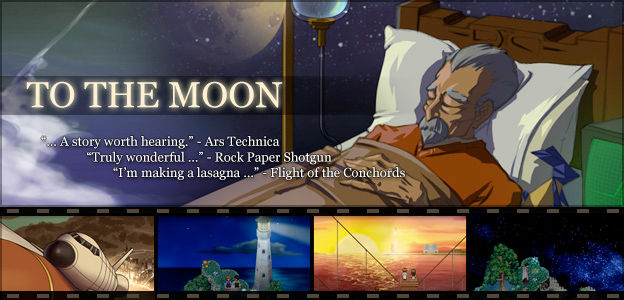 TO THE MOON
“... A story worth hearing.” - Ars Technica
“Truly wonderful ...” - Rock Paper Shotgun
“I’m making a lasagna ...” - Flight of the Conchords